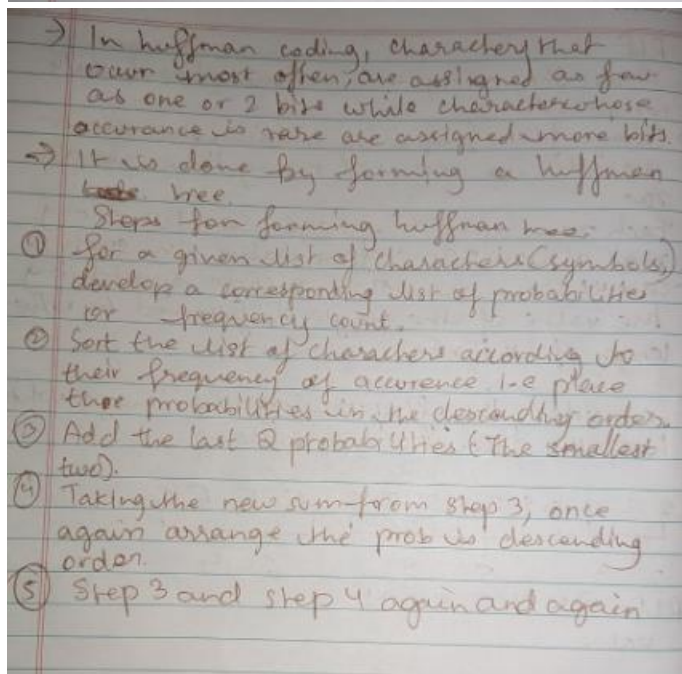 → In huffman coding, characters that
occur most often, are assigned as few
as one or 2 bits while characters whose
accurance is rare are assigned more bits.
⇒ It is done by forming a huffman
tree.
Steps for forming huffman tree:
① for a given list of characters (symbols,)
develop a corresponding list of probabilities
or frequency count.
② Sort the list of characters according to
their frequency of accurence i-e place
thee probabilities in the descending order.
③ Add the last 2 probabilities (The smallest
two).
④ Taking the new sum from step 3, once
again arrange the prob is descending
order.
⑤ Step 3 and step 4 again and again